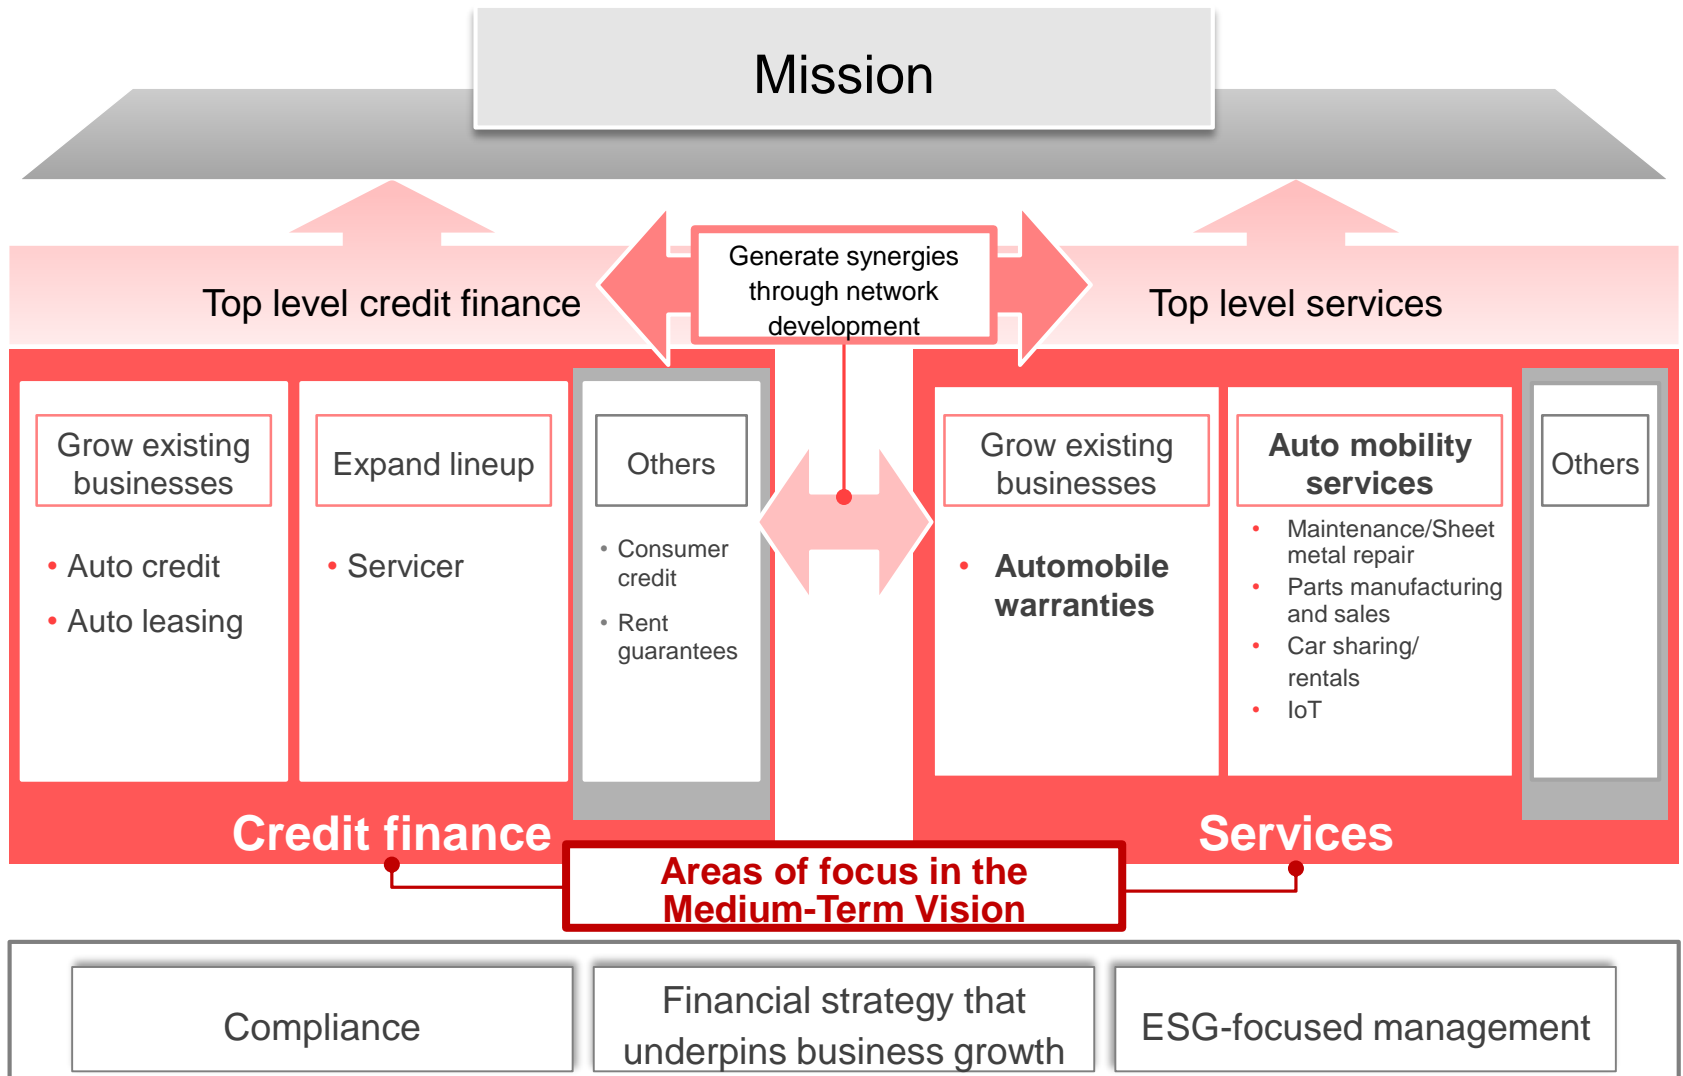 Mission
Generate synergies
through network
development
Top level credit finance
Top level services
Grow existing
businesses
• Auto credit
• Auto leasing
Expand lineup
• Servicer
Others
• Consumer
credit
• Rent
guarantees
Credit finance
Grow existing
businesses
• Automobile
warranties
Auto mobility
services
• Maintenance/Sheet
metal repair
• Parts manufacturing
and sales
• Car sharing/
rentals
• IoT
Others
Services
Areas of focus in the
Medium-Term Vision
Compliance
Financial strategy that
underpins business growth
ESG-focused management